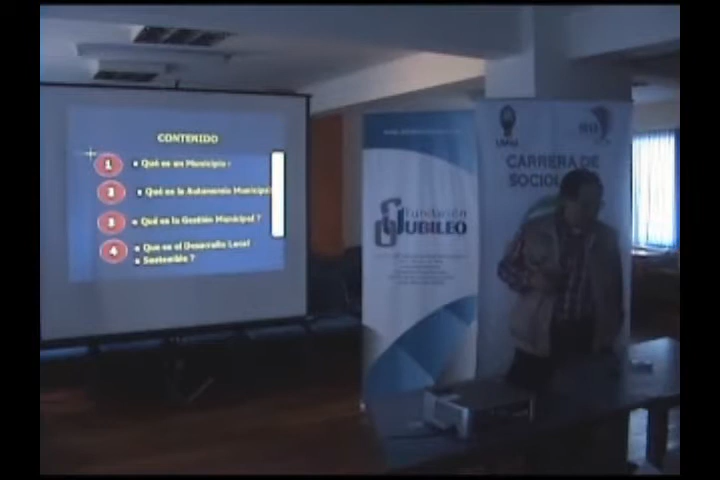 CONTENIDO
1 • Qué es un Municipio ?
2 • Qué es la Autonomía Municipal
3 • Qué es la Gestión Municipal ?
4 • Que es el Desarrollo Local
• Sostenible ?
Fundación
JUBILEO
CARRERA DE
SOCIOL